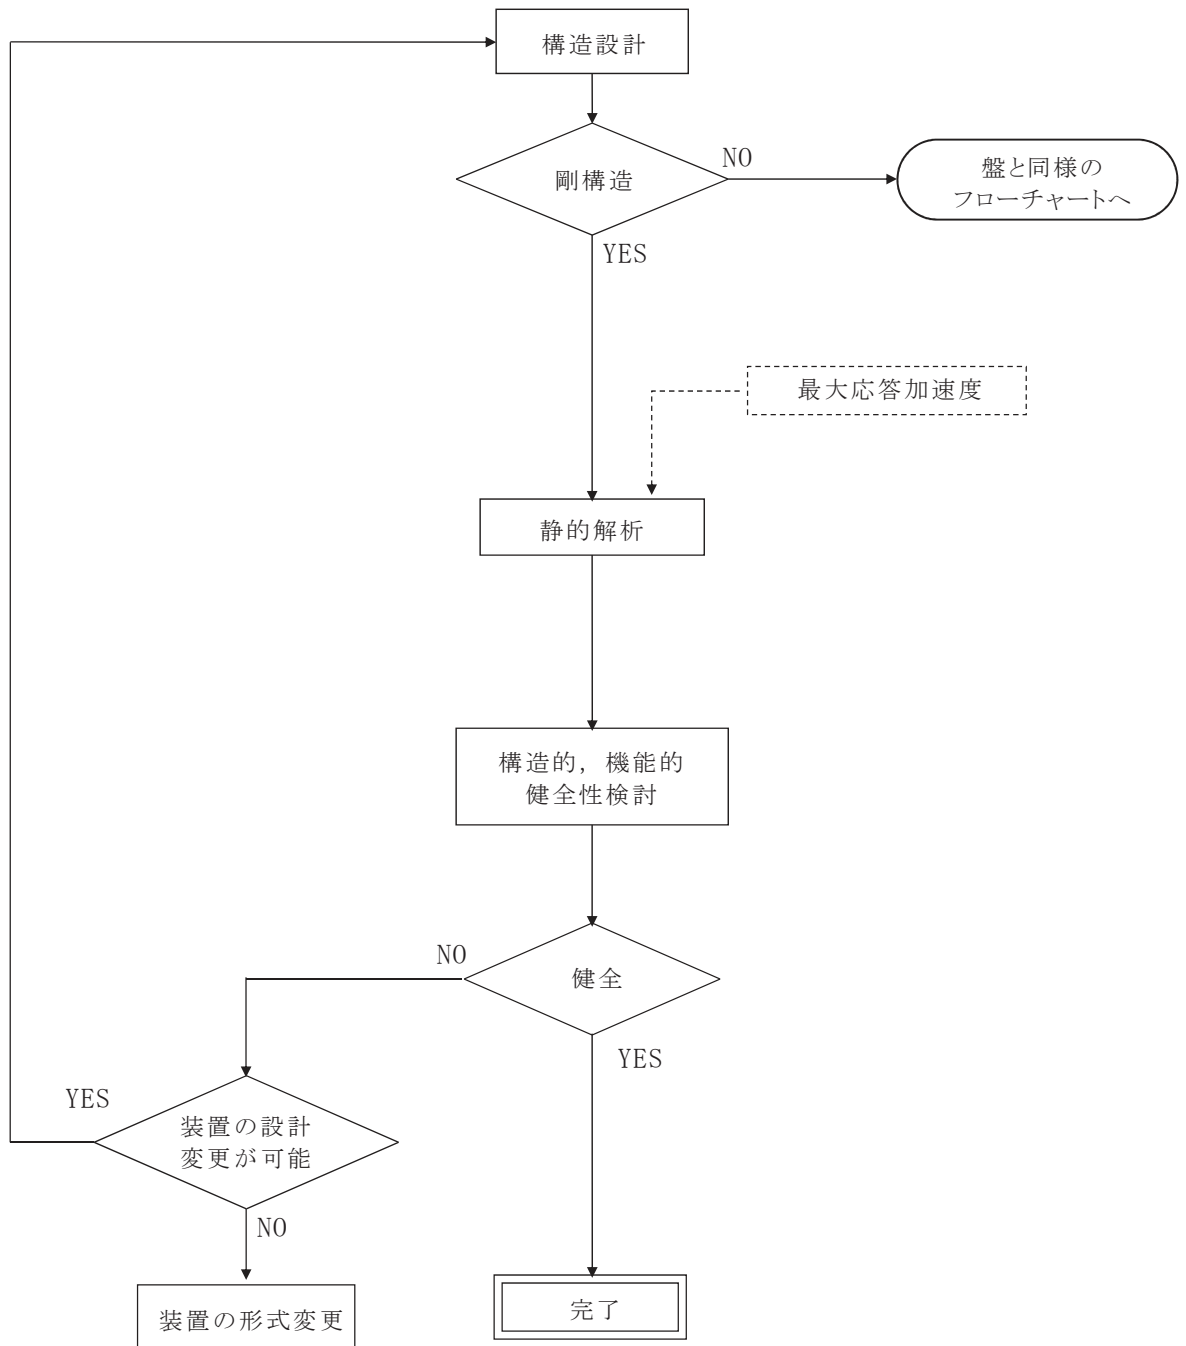 構造設計
剛構造
NO
盤と同様の
フローチャートへ
YES
最大応答加速度
静的解析
構造的，機能的
健全性検討
NO
健全
YES
YES
装置の設計
変更が可能
NO
装置の形式変更
完了